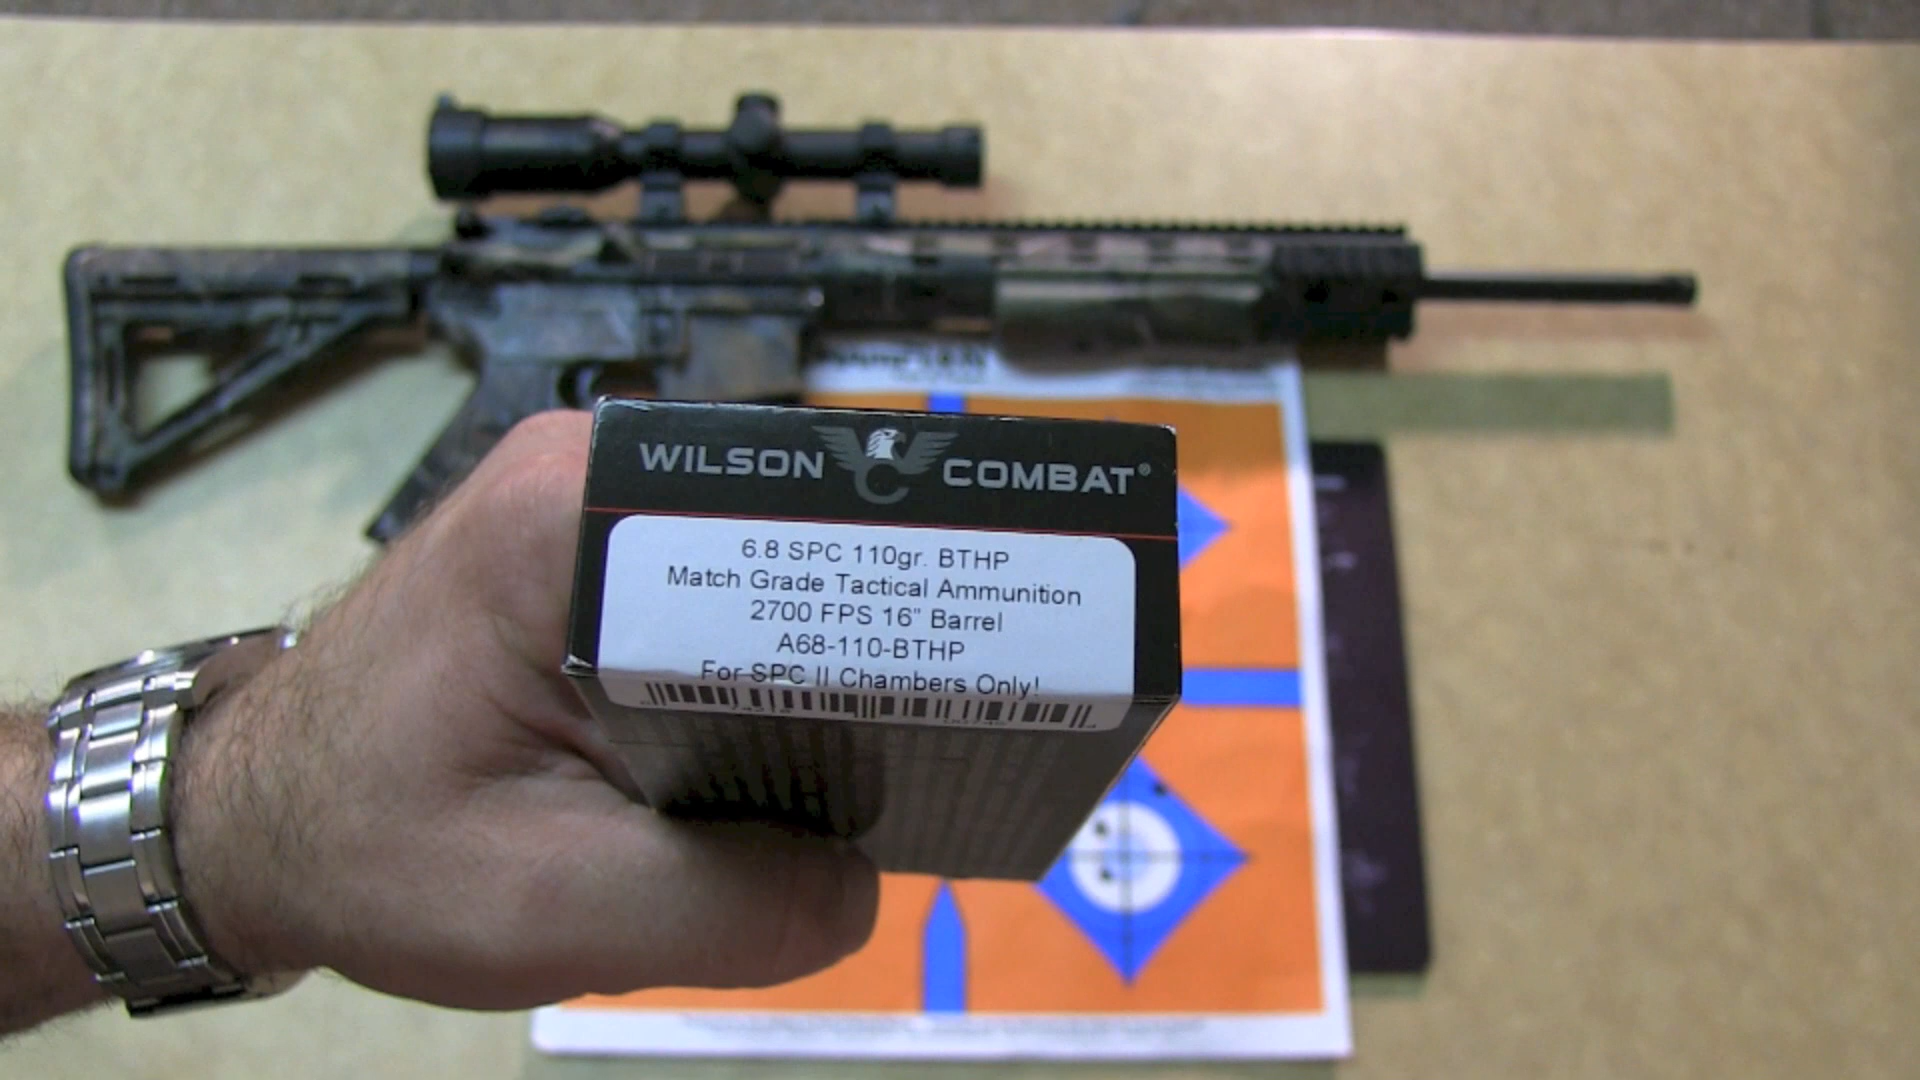 WILSON COMBAT®
6.8 SPC 110gr. BTHP
Match Grade Tactical Ammunition
2700 FPS 16" Barrel
A68-110-BTHP
For SPC II Chambers Only!